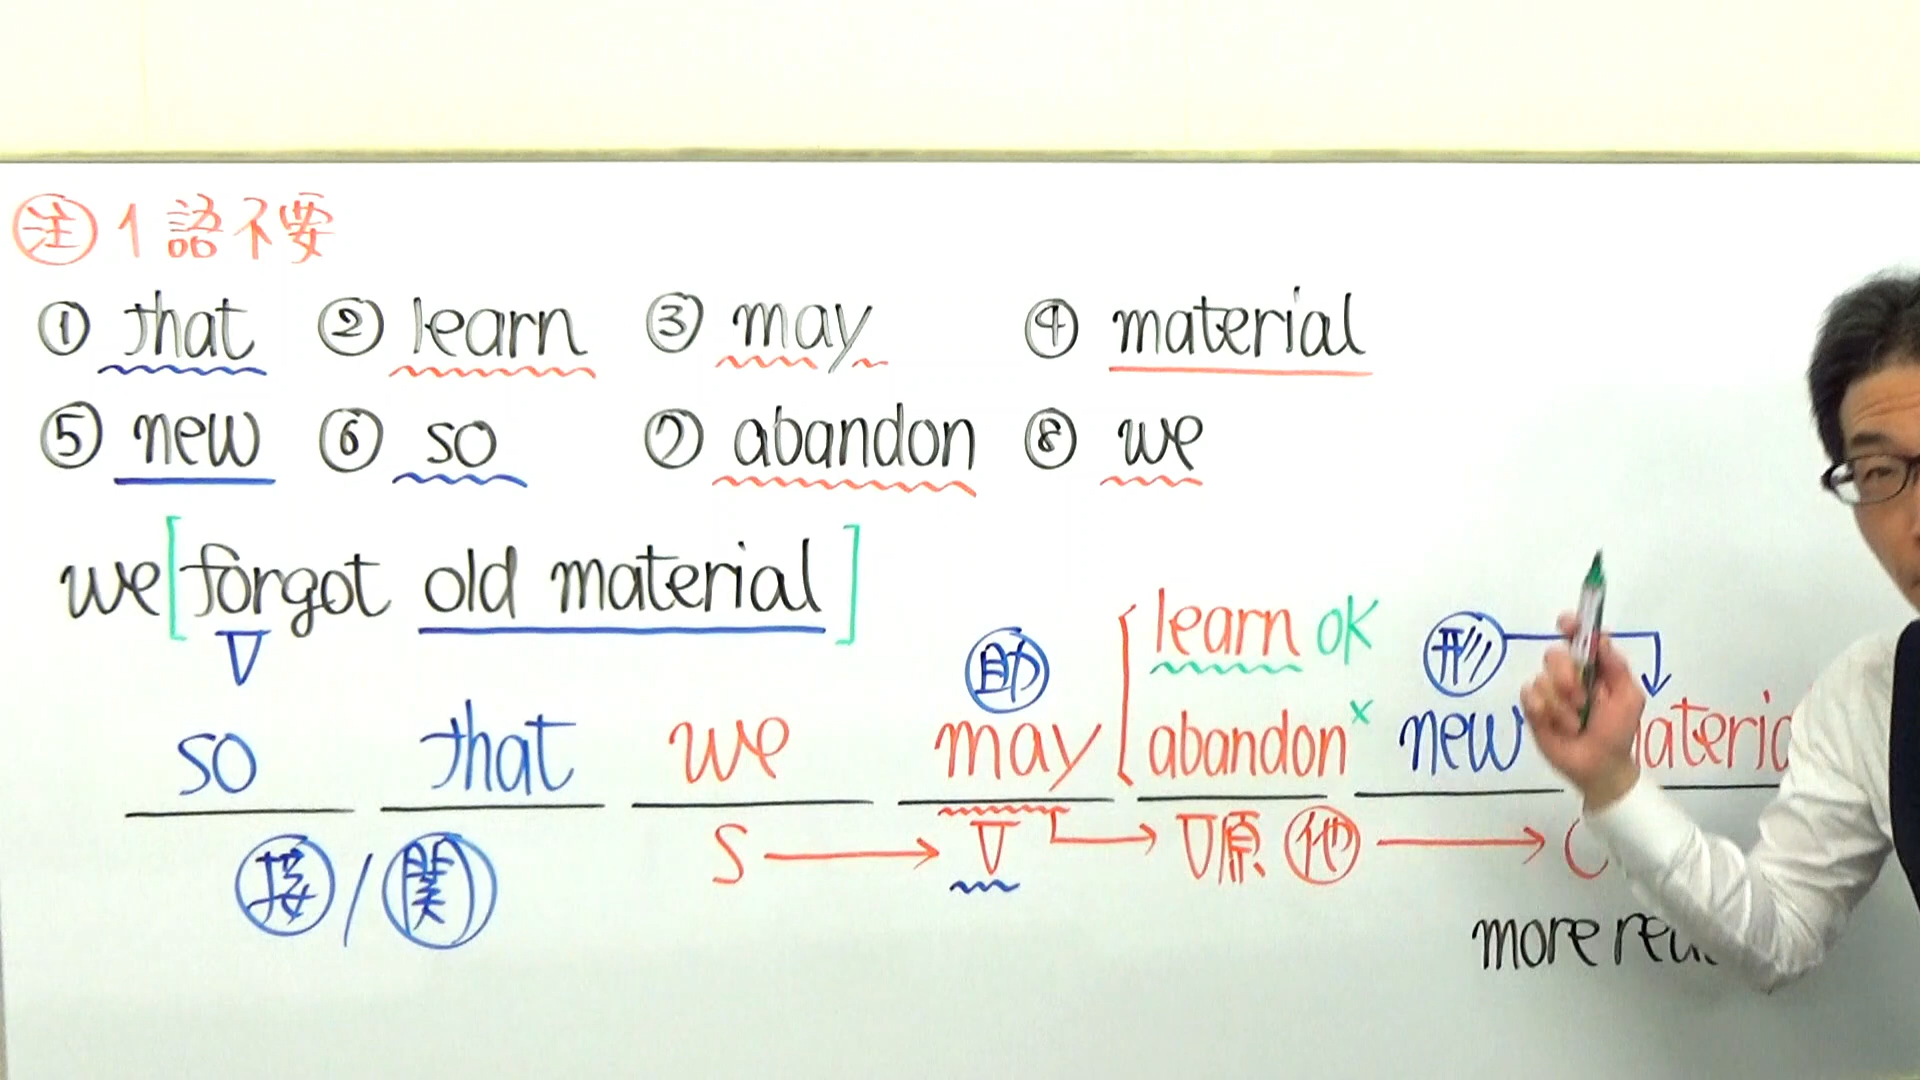 注 1語不要
① that ② learn ③ may ④ material
⑤ new ⑥ so ⑦ abandon ⑧ we
we [forgot old material]
V
learn OK
助 形
so that we may abandon × new
接 / 関 S → V → V原 他 →
more